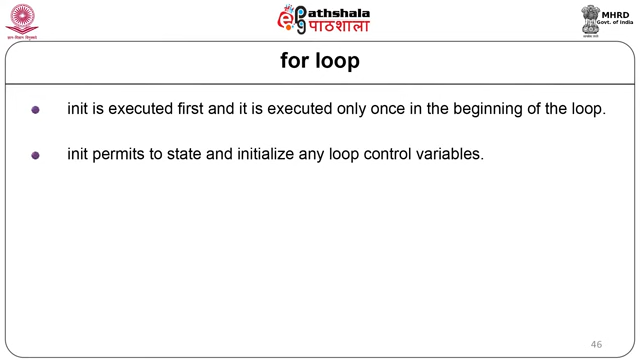 Pathshala
पाठशाला
MHRD
Govt. of India
for loop
init is executed first and it is executed only once in the beginning of the loop.
init permits to state and initialize any loop control variables.
46